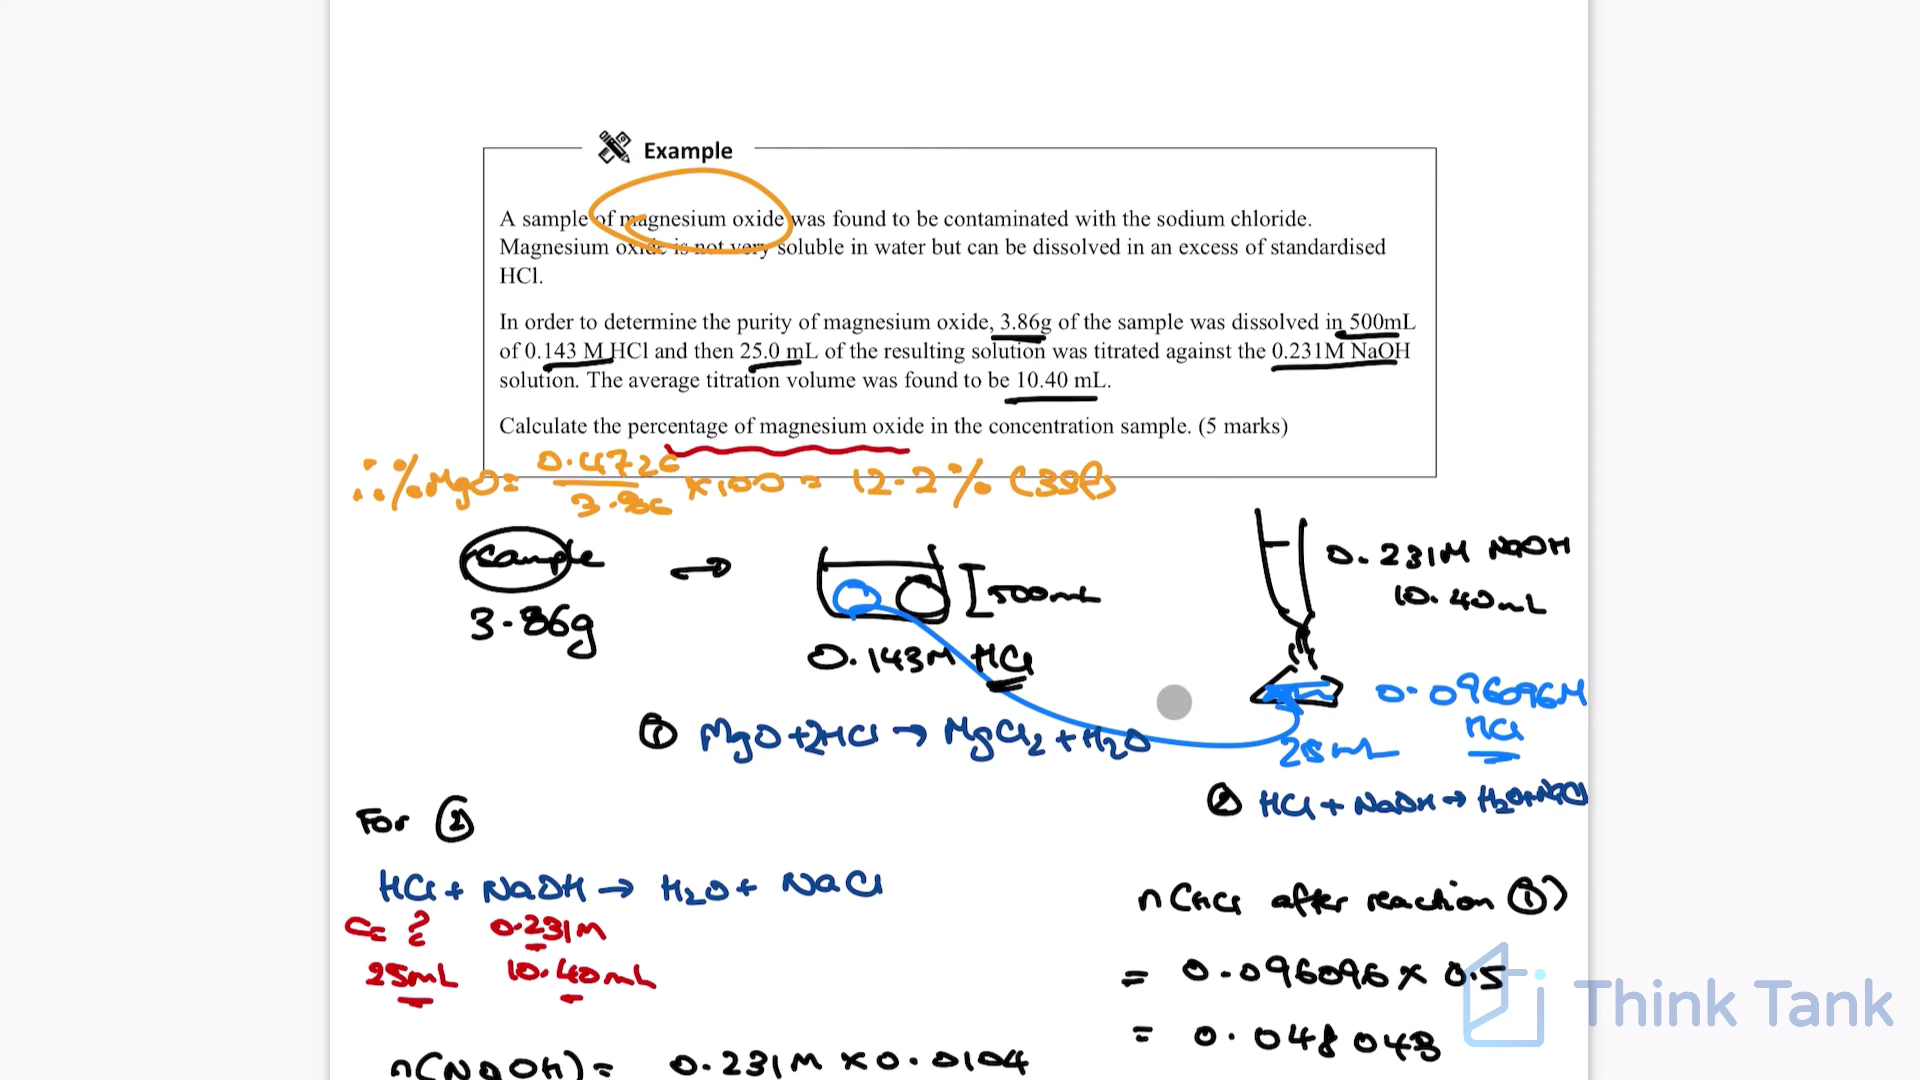 Example
A sample of magnesium oxide was found to be contaminated with the sodium chloride.
Magnesium oxide is not very soluble in water but can be dissolved in an excess of standardised
HCl.
In order to determine the purity of magnesium oxide, 3.86g of the sample was dissolved in 500mL
of 0.143 M HCl and then 25.0 mL of the resulting solution was titrated against the 0.231M NaOH
solution. The average titration volume was found to be 10.40 mL.
Calculate the percentage of magnesium oxide in the concentration sample. (5 marks)
∴ % MgO = 0.4726 / 3.86 × 100 = 12.2% (3SF)
sample → 500mL
3.86g
0.143M HCl
0.231M NaOH
10.40mL
0.096096M
HCl
25mL
① MgO + 2HCl → MgCl2 + H2O
② HCl + NaOH → H2O + NaCl
For ②
HCl + NaOH → H2O + NaCl
C= ? 0.231M
25mL 10.40mL
n(NaOH) = 0.231M × 0.0104
n(HCl after reaction ①)
= 0.096096 × 0.5
= 0.048048
Think Tank